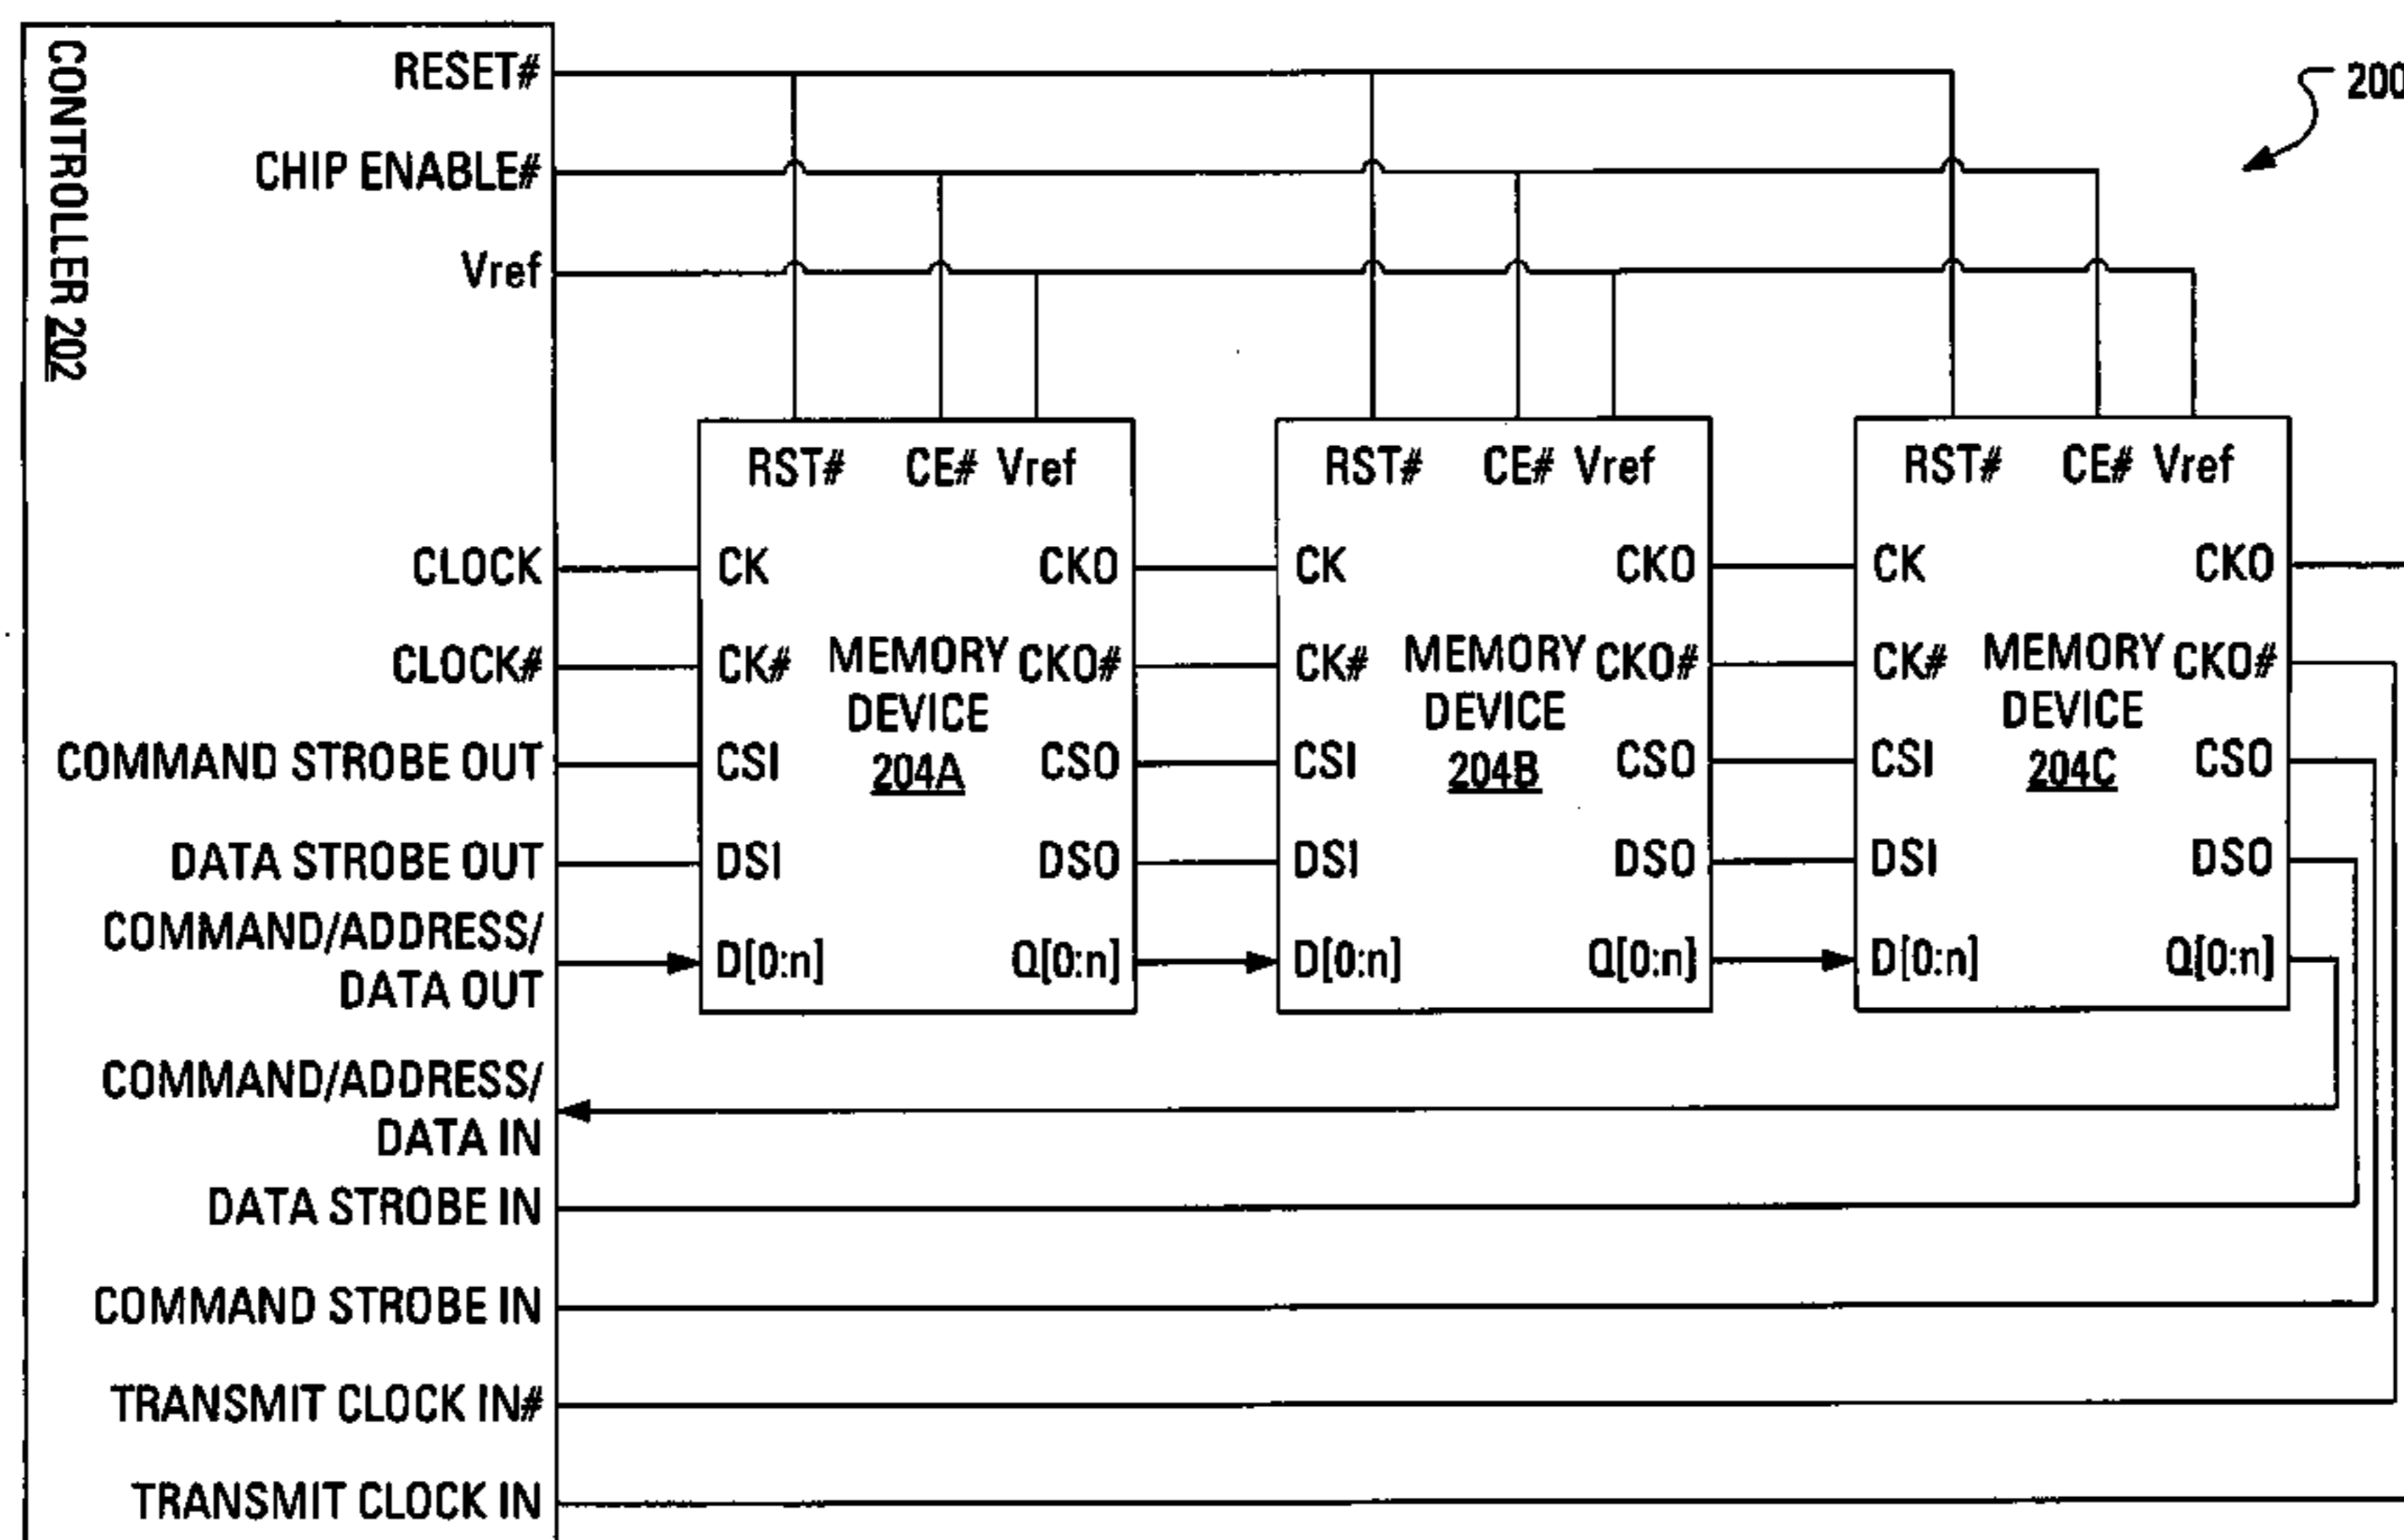 CONTROLLER 202
RESET#
CHIP ENABLE#
Vref
200
RST# CE# Vref
RST# CE# Vref
RST# CE# Vref
CLOCK
CLOCK#
COMMAND STROBE OUT
DATA STROBE OUT
COMMAND/ADDRESS/
DATA OUT
COMMAND/ADDRESS/
DATA IN
DATA STROBE IN
COMMAND STROBE IN
TRANSMIT CLOCK IN#
TRANSMIT CLOCK IN
CK
CK#
CSI
DSI
D[0:n]
MEMORY
DEVICE
204A
CKO
CKO#
CSO
DSO
Q[0:n]
CK
CK#
CSI
DSI
D[0:n]
MEMORY
DEVICE
204B
CKO
CKO#
CSO
DSO
Q[0:n]
CK
CK#
CSI
DSI
D[0:n]
MEMORY
DEVICE
204C
CKO
CKO#
CSO
DSO
Q[0:n]